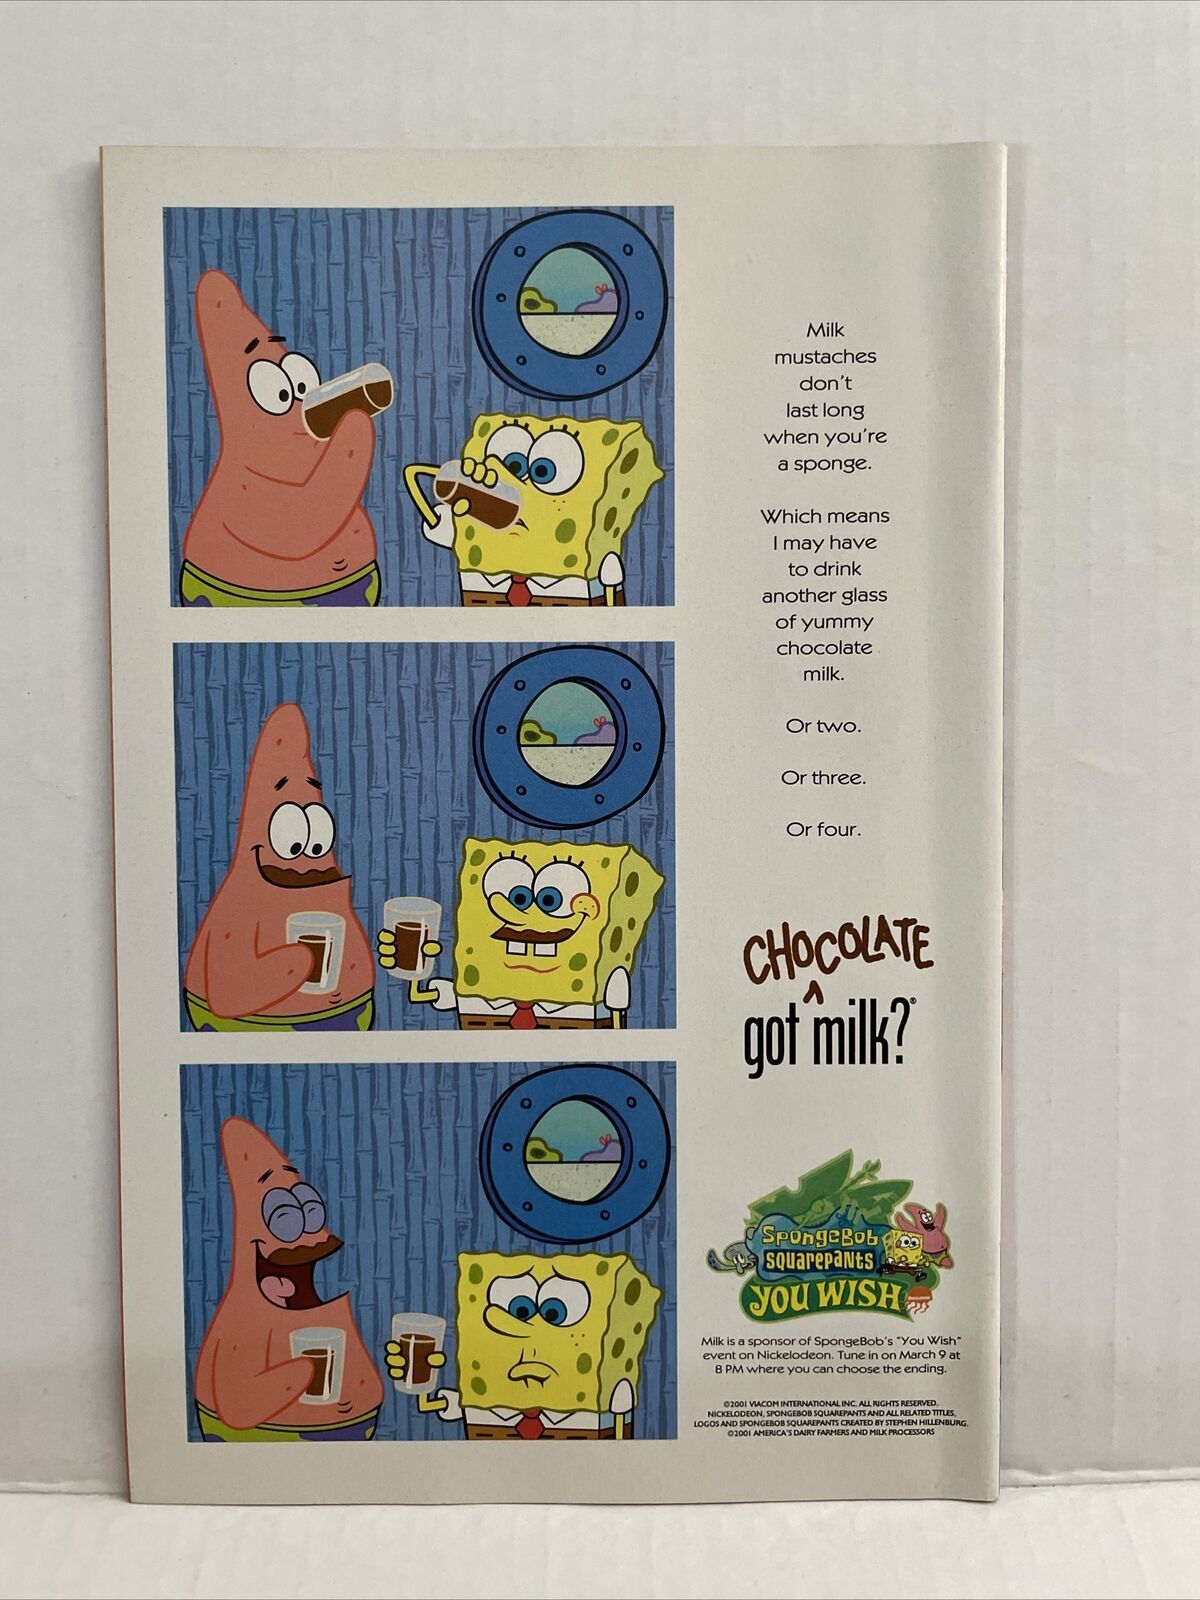 Milk
mustaches
don't
last long
when you're
a sponge.
Which means
I may have
to drink
another glass
of yummy
chocolate
milk.
Or two.
Or three.
Or four.
CHOCOLATE
^
got milk?®
SpongeBob
SQUAREPANTS
YOU WISH
Milk is a sponsor of SpongeBob's "You Wish"
event on Nickelodeon. Tune in on March 9 at
8 PM where you can choose the ending.
©2001 VIACOM INTERNATIONAL INC. ALL RIGHTS RESERVED.
NICKELODEON, SPONGEBOB SQUAREPANTS AND ALL RELATED TITLES,
LOGOS AND SPONGEBOB SQUAREPANTS CREATED BY STEPHEN HILLENBURG.
©2001 AMERICA'S DAIRY FARMERS AND MILK PROCESSORS